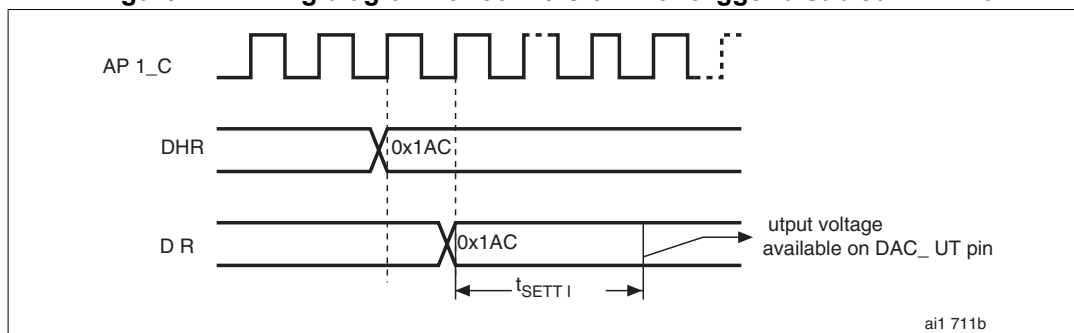 AP 1_C
DHR
0x1AC
D R
0x1AC
utput voltage
available on DAC_ UT pin
tSETT I
ai1 711b